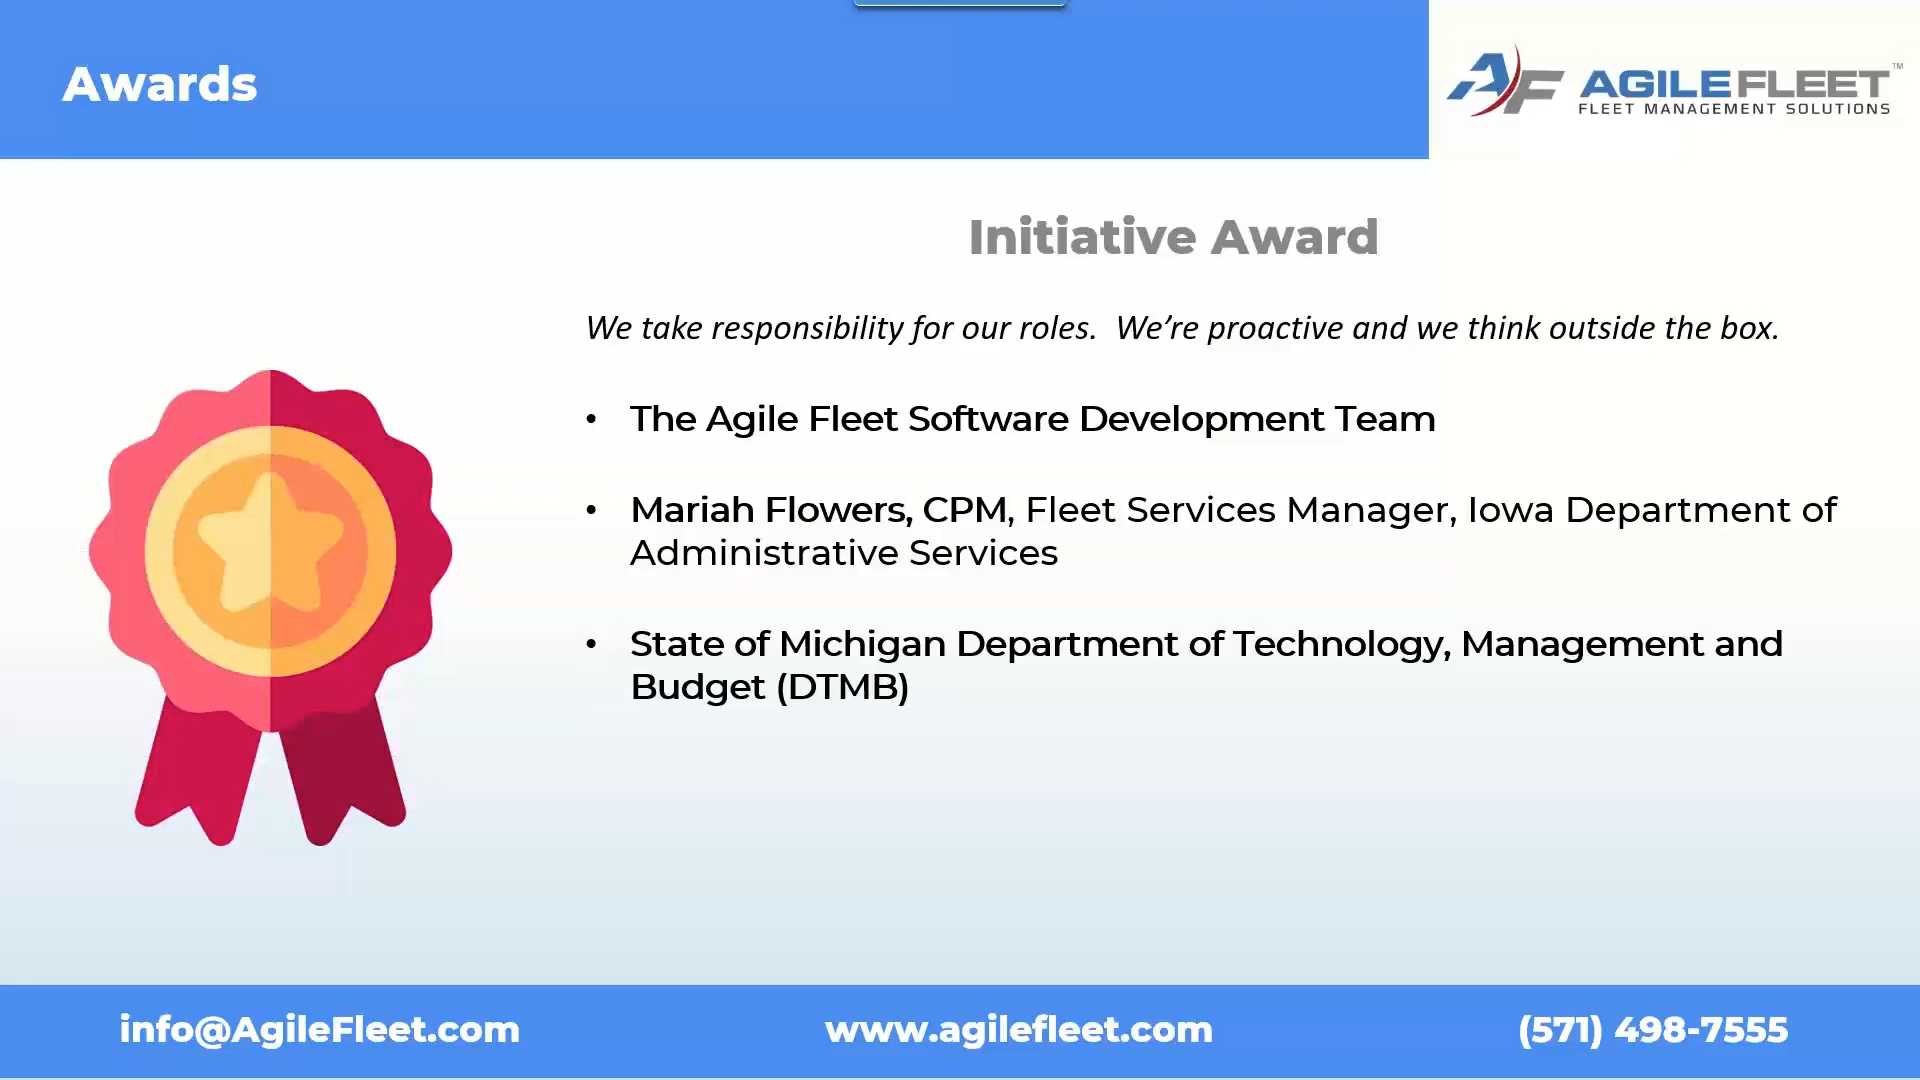 Awards
AF AGILEFLEET™
FLEET MANAGEMENT SOLUTIONS
Initiative Award
We take responsibility for our roles.  We’re proactive and we think outside the box.
• The Agile Fleet Software Development Team
• Mariah Flowers, CPM, Fleet Services Manager, Iowa Department of
Administrative Services
• State of Michigan Department of Technology, Management and
Budget (DTMB)
info@AgileFleet.com
www.agilefleet.com
(571) 498-7555